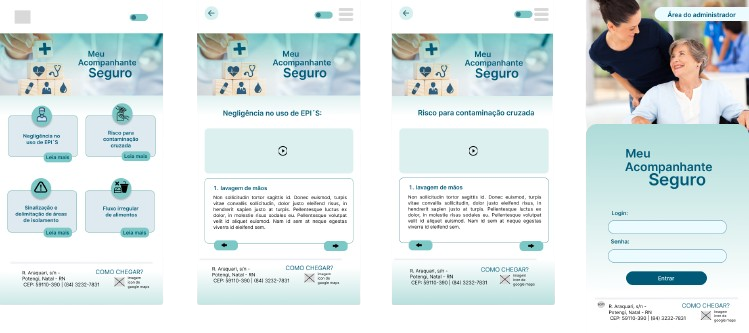 Meu
Acompanhante
Seguro
Negligência no
uso de EPI´S
Leia mais
Risco para
contaminação
cruzada
Leia mais
Sinalização e
delimitação de áreas
de isolamento
Leia mais
Fluxo irregular
de alimentos
Leia mais
R. Araquari, s/n -
Potengi, Natal - RN
CEP: 59110-390 | (84) 3232-7831
COMO CHEGAR?
Imagem
icon do
google maps
Meu
Acompanhante
Seguro
Negligência no uso de EPI´S:
1. lavagem de mãos
Non sollicitudin tortor sagittis id. Donec euismod, turpis
vitae convallis sollicitudin, dolor justo eleifend risus, in
hendrerit sapien justo at metus. Pellentesque luctus ex
dolor, in molestie risus sodales eu. Pellentesque volutpat
velit id aliquet euismod. Nam id sem at neque egestas
viverra id eleifend sem.
R. Araquari, s/n -
Potengi, Natal - RN
CEP: 59110-390 | (84) 3232-7831
COMO CHEGAR?
Imagem
icon do
google maps
Meu
Acompanhante
Seguro
Risco para contaminação cruzada
1. lavagem de mãos
Non sollicitudin tortor sagittis id. Donec euismod, turpis
vitae convallis sollicitudin, dolor justo eleifend risus, in
hendrerit sapien justo at metus. Pellentesque luctus ex
dolor, in molestie risus sodales eu. Pellentesque volutpat
velit id aliquet euismod. Nam id sem at neque egestas
viverra id eleifend sem.
R. Araquari, s/n -
Potengi, Natal - RN
CEP: 59110-390 | (84) 3232-7831
COMO CHEGAR?
Imagem
icon do
google maps
Área do administrador
Meu
Acompanhante
Seguro
Login:
Senha:
Entrar
R. Araquari, s/n -
Potengi, Natal - RN
CEP: 59110-390 | (84) 3232-7831
COMO CHEGAR?
Imagem
icon do
google maps